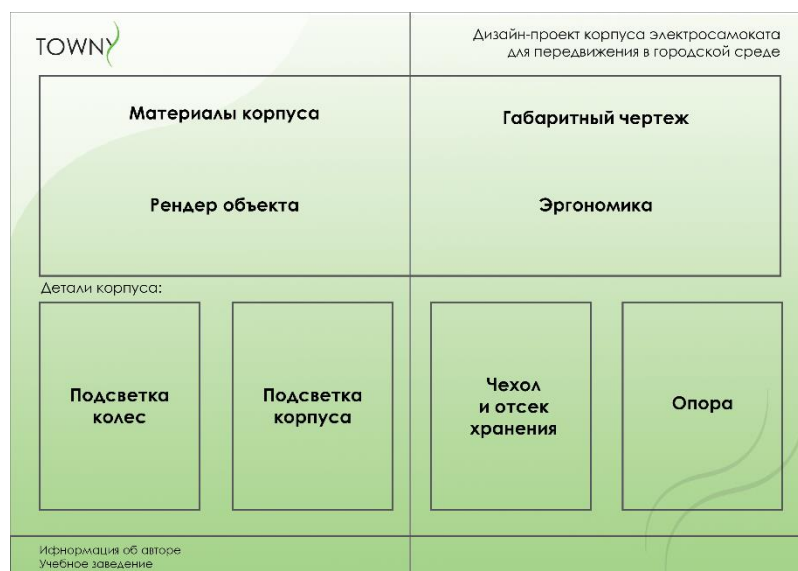 TOWNY
Дизайн-проект корпуса электросамоката
для передвижения в городской среде
Материалы корпуса
Габаритный чертеж
Рендер объекта
Эргономика
Детали корпуса:
Подсветка
колес
Подсветка
корпуса
Чехол
и отсек
хранения
Опора
Ифнормация об авторе
Учебное заведение